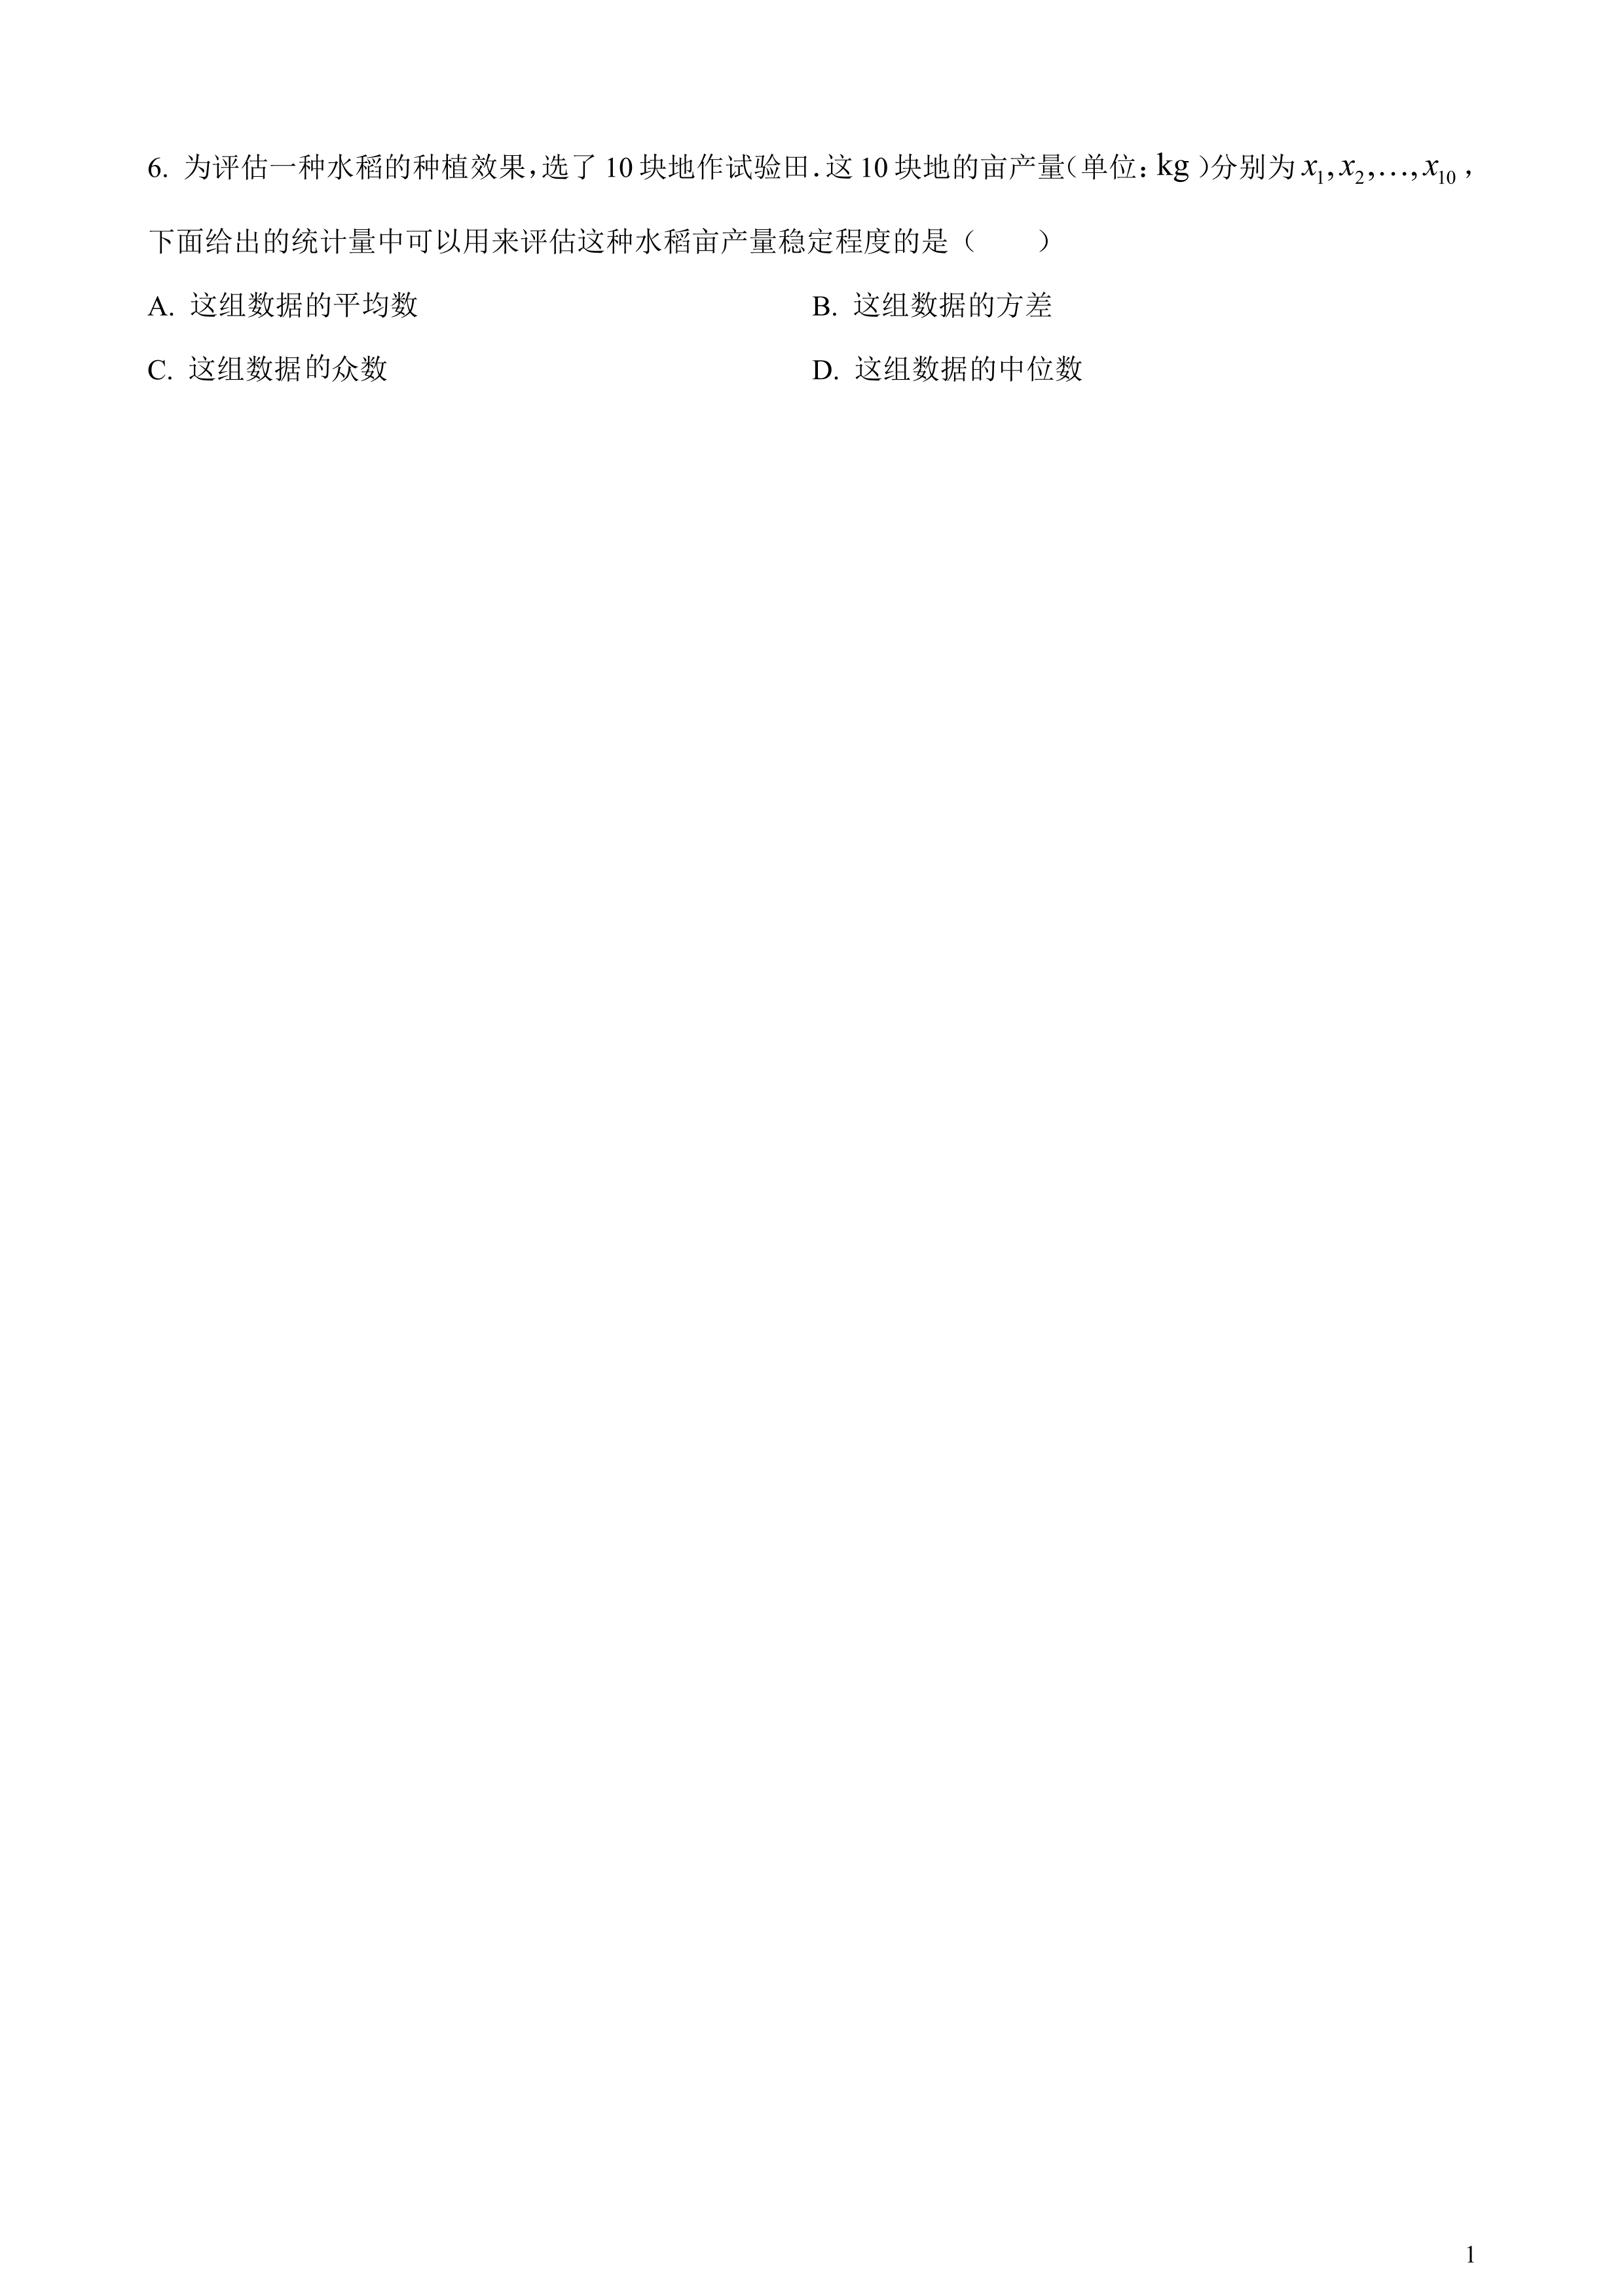 6. 为评估一种水稻的种植效果，选了 10 块地作试验田．这 10 块地的亩产量（单位：kg）分别为 x₁, x₂, …, x₁₀，
下面给出的统计量中可以用来评估这种水稻亩产量稳定程度的是（　　）
A. 这组数据的平均数 B. 这组数据的方差
C. 这组数据的众数 D. 这组数据的中位数
1